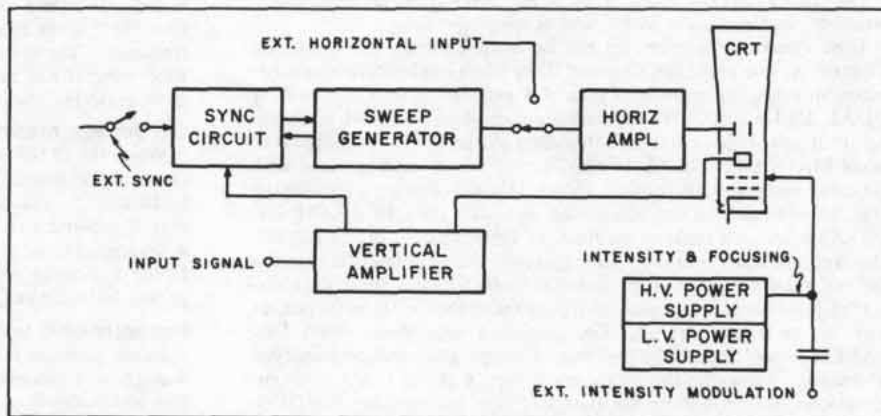 EXT. HORIZONTAL INPUT
CRT
SYNC
CIRCUIT
SWEEP
GENERATOR
HORIZ
AMPL.
EXT. SYNC
INPUT SIGNAL
VERTICAL
AMPLIFIER
INTENSITY & FOCUSING
H.V. POWER
SUPPLY
L.V. POWER
SUPPLY
EXT. INTENSITY MODULATION